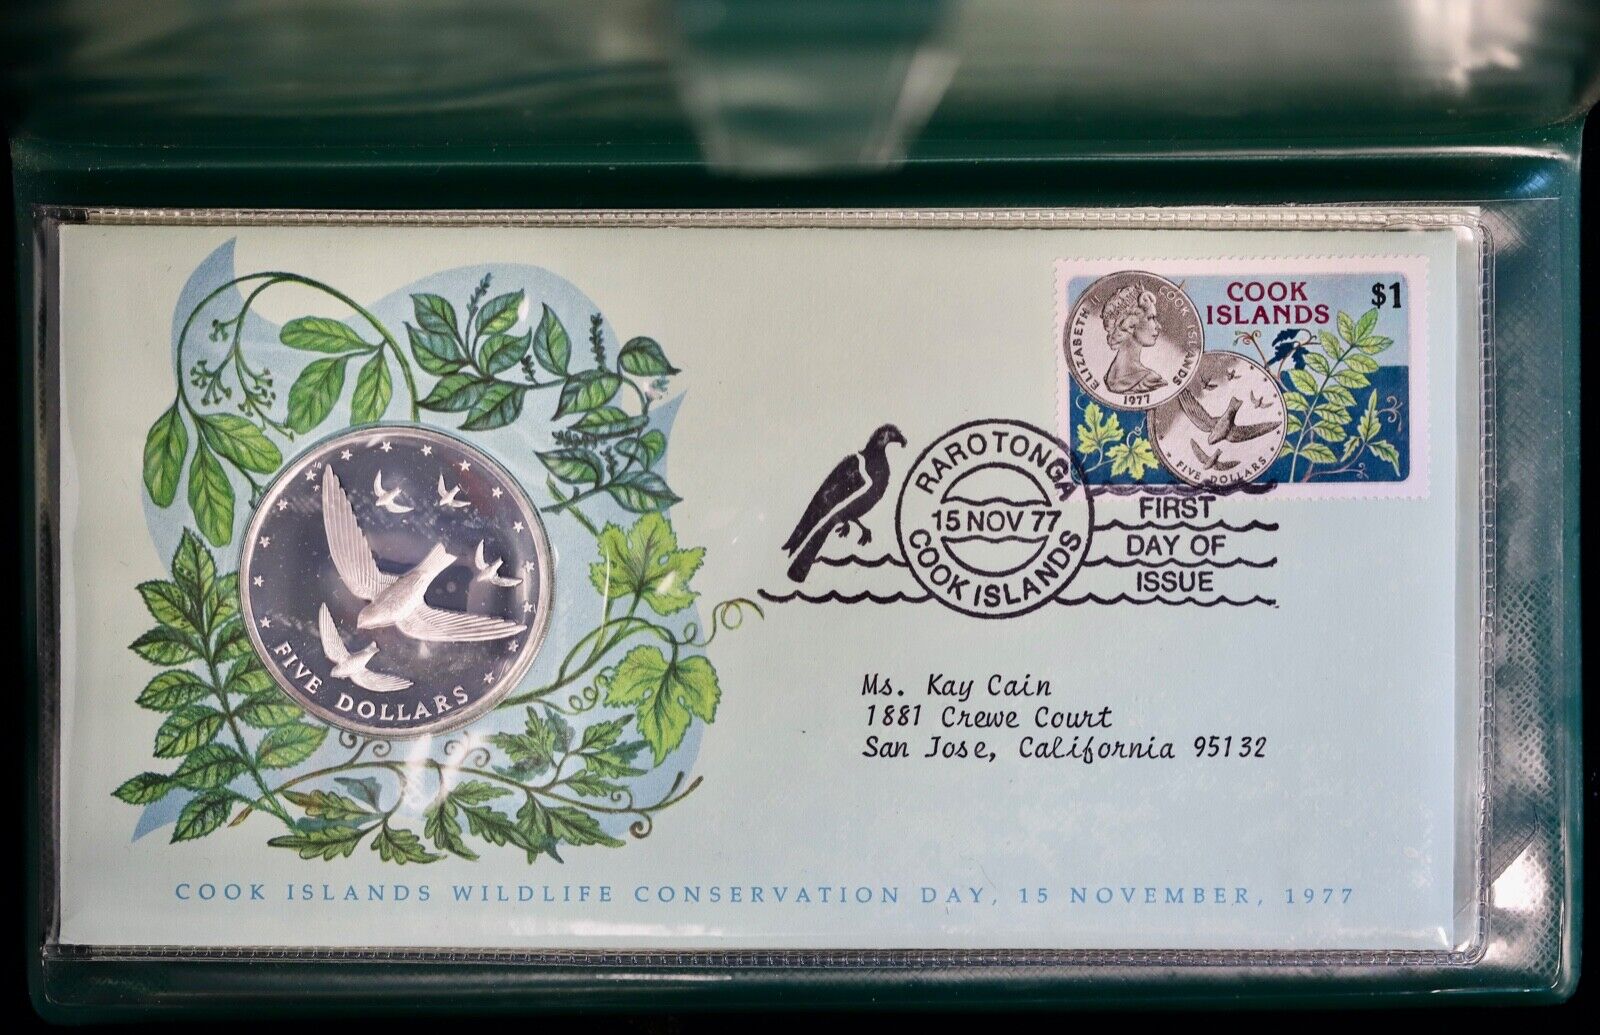 COOK
ISLANDS
$1
ELIZABETH II
COOK ISLANDS
1977
FIVE DOLLARS
RAROTONGA
15 NOV 77
COOK ISLANDS
FIRST
DAY OF
ISSUE
FIVE DOLLARS
Ms. Kay Cain
1881 Crewe Court
San Jose, California 95132
COOK ISLANDS WILDLIFE CONSERVATION DAY, 15 NOVEMBER, 1977